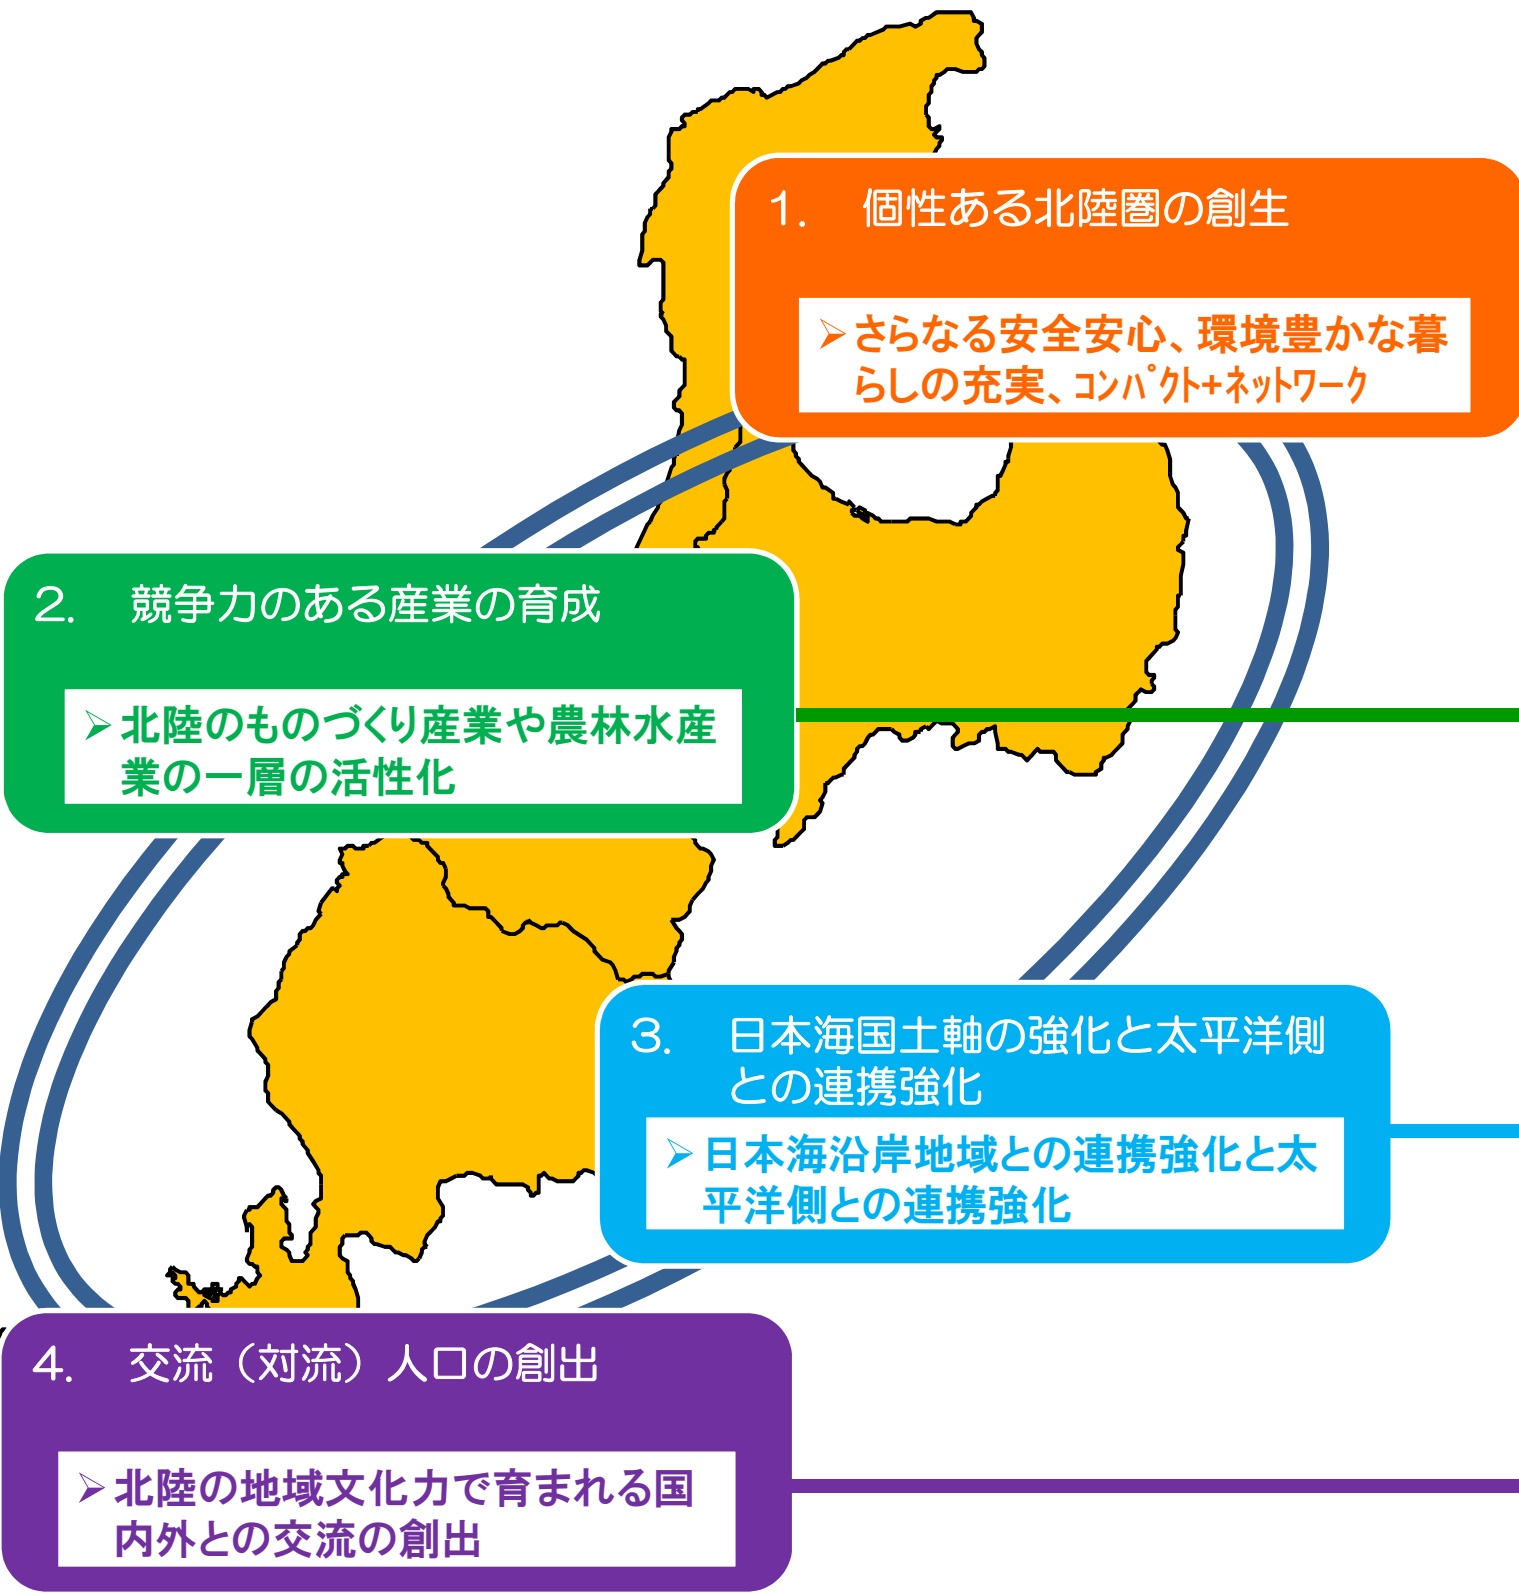 1.　個性ある北陸圏の創生
➢さらなる安全安心、環境豊かな暮
らしの充実、ｺﾝﾊﾟｸﾄ+ﾈｯﾄﾜｰｸ
2.　競争力のある産業の育成
➢北陸のものづくり産業や農林水産
業の一層の活性化
3.　日本海国土軸の強化と太平洋側
との連携強化
➢日本海沿岸地域との連携強化と太
平洋側との連携強化
4.　交流（対流）人口の創出
➢北陸の地域文化力で育まれる国
内外との交流の創出